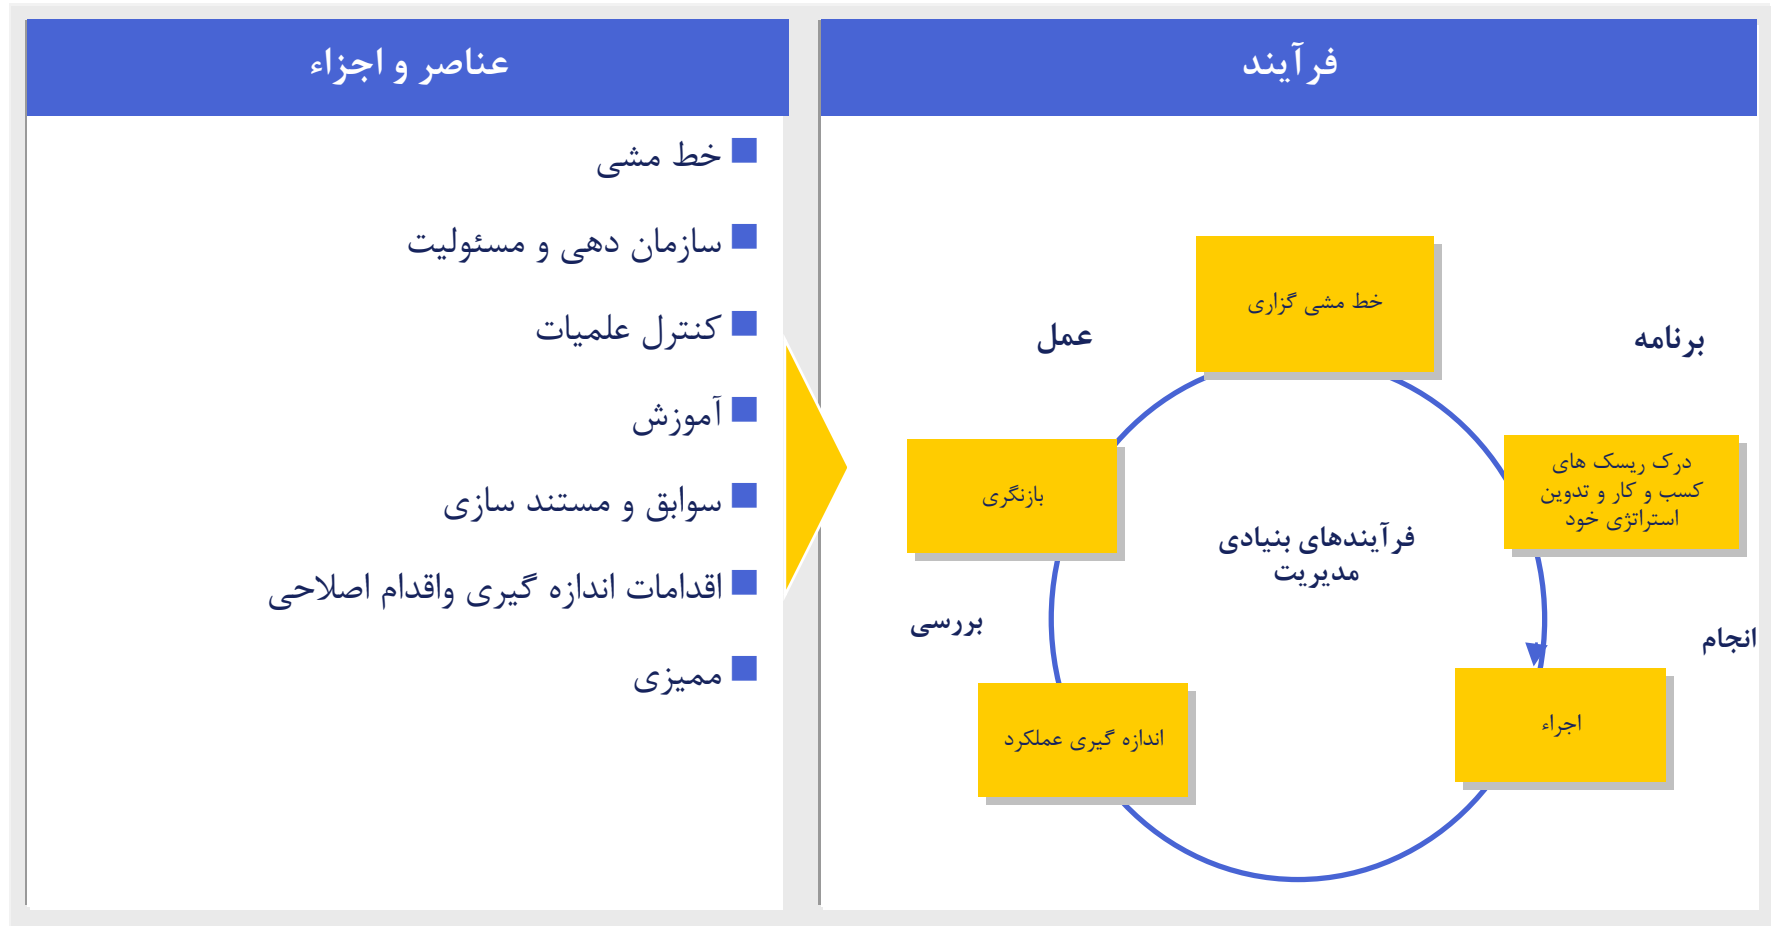 عناصر و اجزاء
خط مشی
سازمان دهی و مسئولیت
کنترل علمیات
آموزش
سوابق و مستند سازی
اقدامات اندازه گیری واقدام اصلاحی
ممیزی
فرآیند
خط مشی گزاری
برنامه
عمل
درک ریسک های
کسب و کار و تدوین
استراتژی خود
بازنگری
فرآیندهای بنیادی
مدیریت
انجام
بررسی
اجراء
اندازه گیری عملکرد